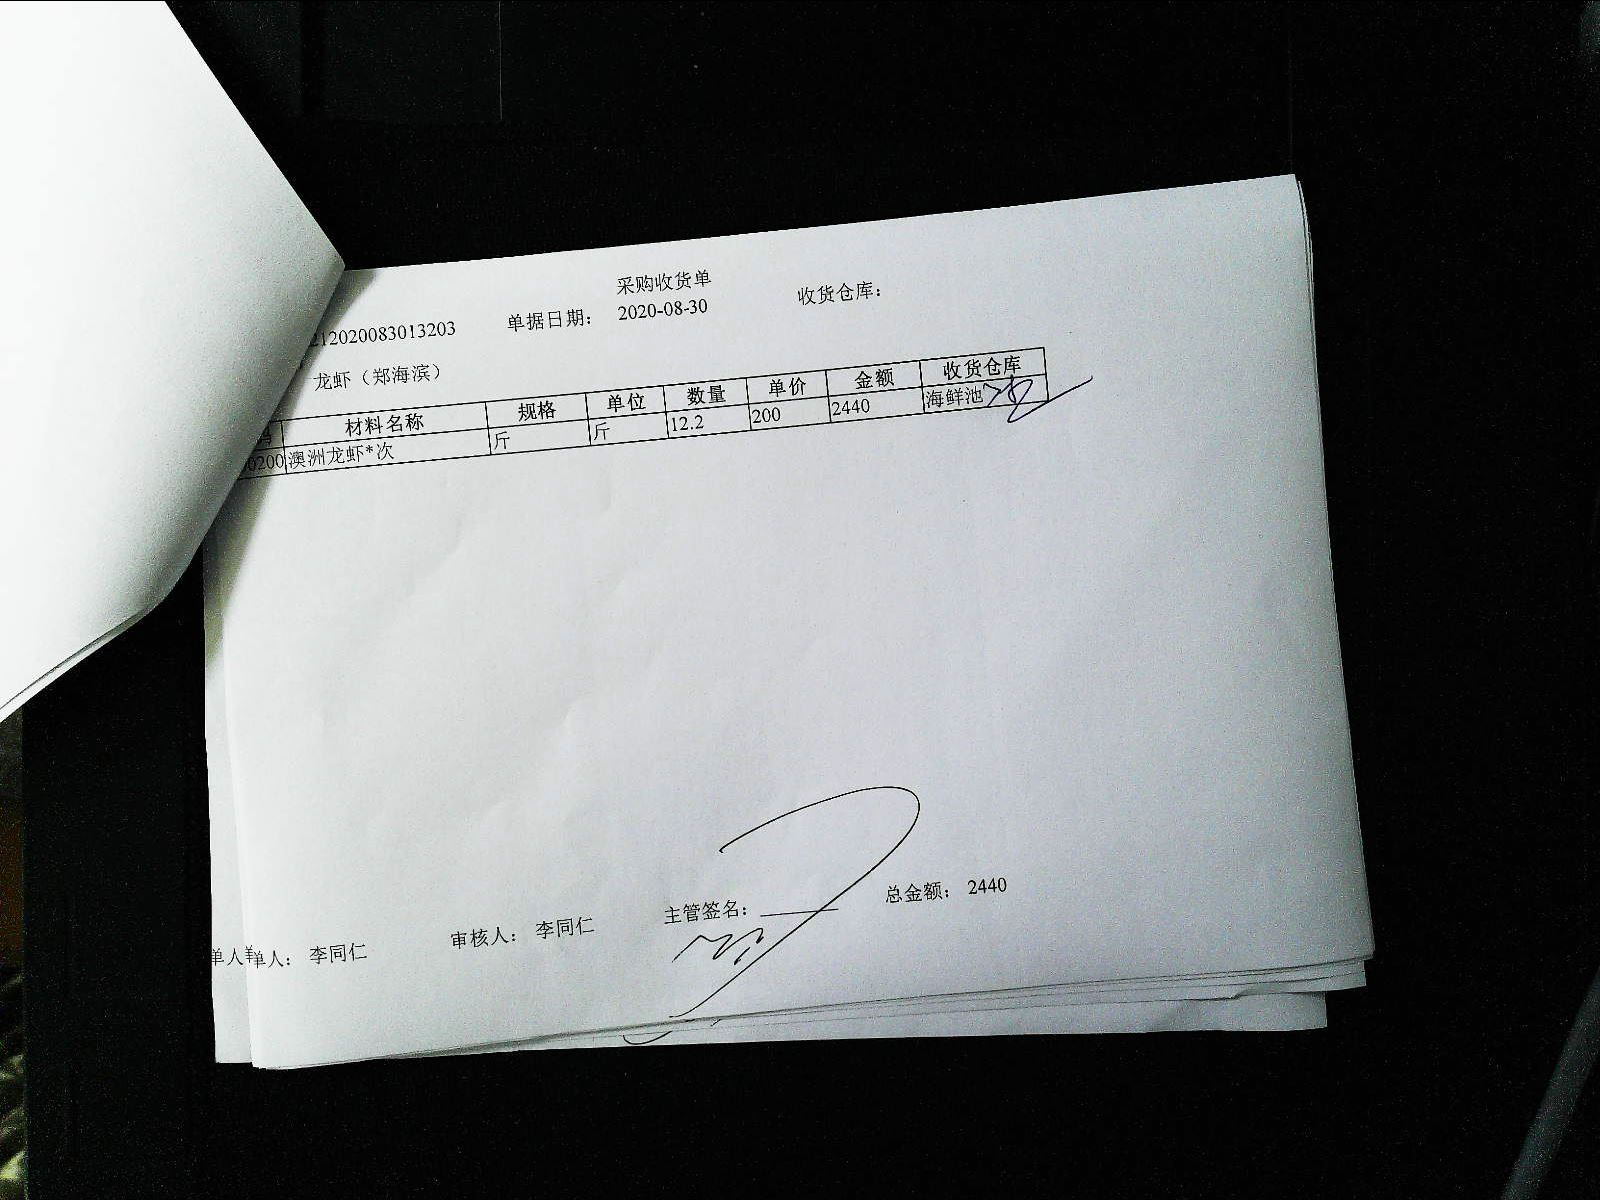 采购收货单
212020083013203 单据日期： 2020-08-30 收货仓库：
龙虾（郑海滨）
材料名称 规格 单位 数量 单价 金额 收货仓库
0200 澳洲龙虾*次 斤 斤 12.2 200 2440 海鲜池
单人单人： 李同仁 审核人： 李同仁 主管签名： 总金额： 2440